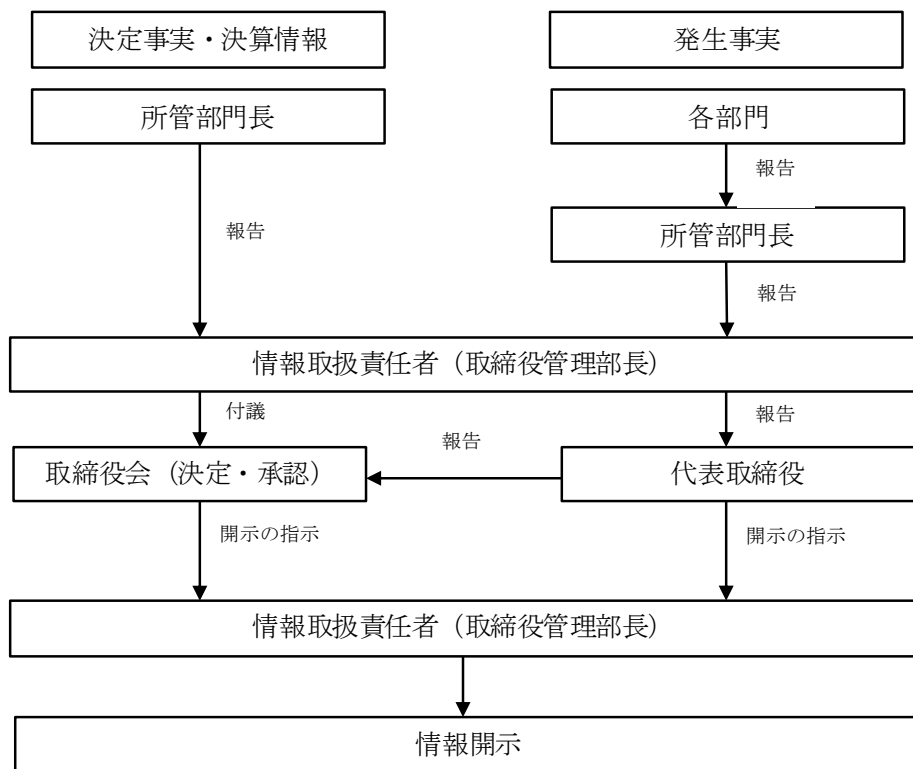 決定事実・決算情報
発生事実
所管部門長
各部門
報告
所管部門長
報告
報告
情報取扱責任者（取締役管理部長）
付議
報告
報告
取締役会（決定・承認）
代表取締役
開示の指示
開示の指示
情報取扱責任者（取締役管理部長）
情報開示